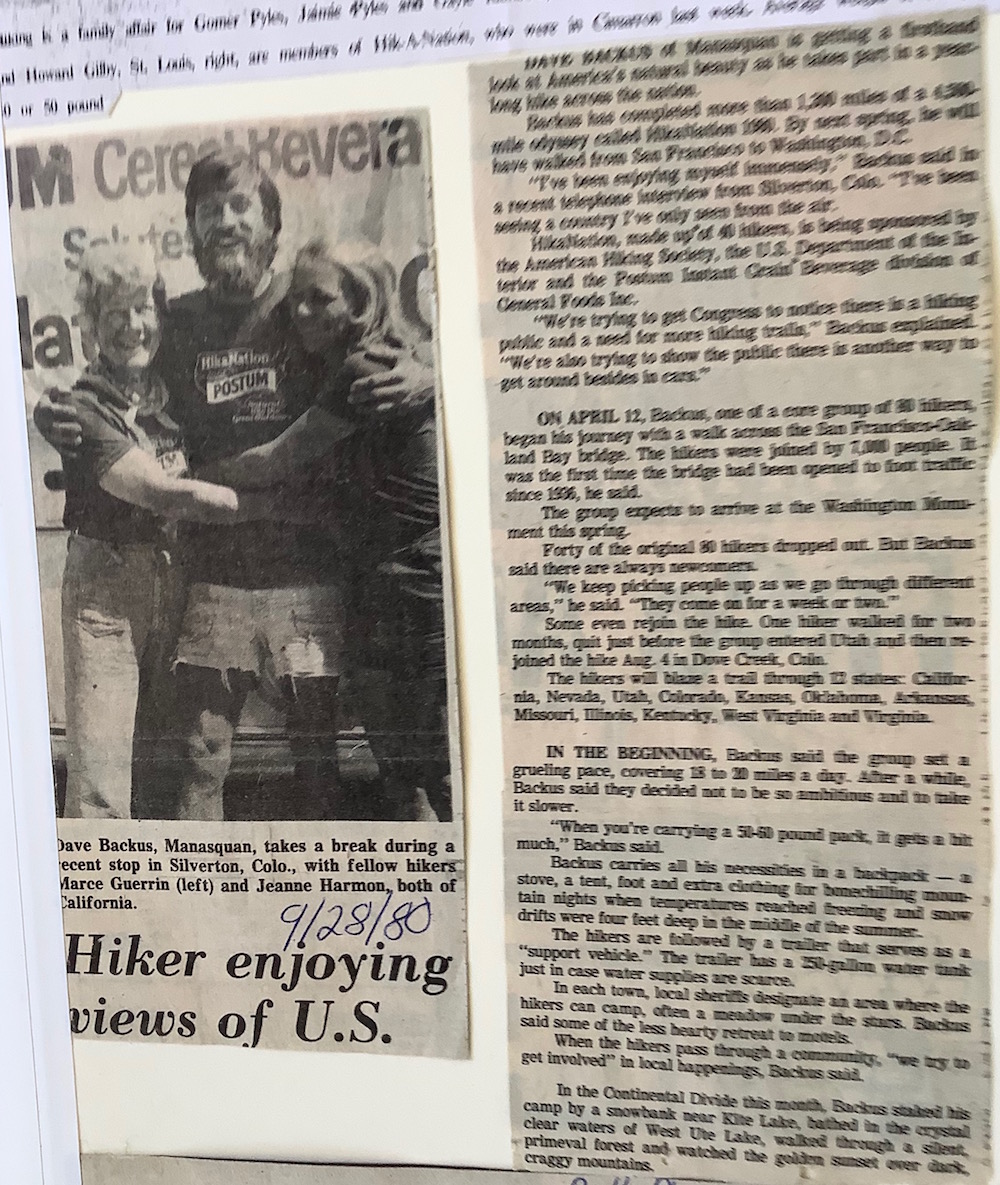 is a family affair for Gomer Pyles, Jaimie Pyles and
nd Howard Gilby, St. Louis, right, are members of Hik-A-Nation, who were in Cameron last week.
0 or 50 pound
M Cere Bevera
HikaNation
POSTUM
Dave Backus, Manasquan, takes a break during a
recent stop in Silverton, Colo., with fellow hikers
Marce Guerrin (left) and Jeanne Harmon, both of
California.
9/28/80
Hiker enjoying
views of U.S.
DAVE BACKUS of Manasquan is getting a firsthand
look at America's natural beauty as he takes part in a year-
long hike across the nation.
Backus has completed more than 1,200 miles of a
mile odyssey called HikaNation 1980. By next spring, he will
have walked from San Francisco to Washington, D.C.
"I've been enjoying myself immensely," Backus said in
a recent telephone interview from Silverton, Colo. "I've been
seeing a country I've only seen from the air.
HikaNation, made up of 40 hikers, is being sponsored by
the American Hiking Society, the U.S. Department of the In-
terior and the Postum Instant Grain Beverage division of
General Foods Inc.
"We're trying to get Congress to notice there is a hiking
public and a need for more hiking trails," Backus explained.
"We're also trying to show the public there is another way to
get around besides in cars."
ON APRIL 12, Backus, one of a core group of 80 hikers,
began his journey with a walk across the San Francisco-Oak-
land Bay bridge. The hikers were joined by 7,000 people. It
was the first time the bridge had been opened to foot traffic
since 1936, he said.
The group expects to arrive at the Washington Monu-
ment this spring.
Forty of the original 80 hikers dropped out. But Backus
said there are always newcomers.
"We keep picking people up as we go through different
areas," he said. "They come on for a week or two."
Some even rejoin the hike. One hiker walked for two
months, quit just before the group entered Utah and then re-
joined the hike Aug. 4 in Dove Creek, Coln.
The hikers will blaze a trail through 12 states: Califor-
nia, Nevada, Utah, Colorado, Kansas, Oklahoma, Arkansas,
Missouri, Illinois, Kentucky, West Virginia and Virginia.
IN THE BEGINNING, Backus said the group set a
grueling pace, covering 18 to 20 miles a day. After a while,
Backus said they decided not to be so ambitious and to take
it slower.
"When you're carrying a 50-60 pound pack, it gets a bit
much," Backus said.
Backus carries all his necessities in a backpack — a
stove, a tent, foot and extra clothing for bonechilling moun-
tain nights when temperatures reached freezing and snow
drifts were four feet deep in the middle of the summer.
The hikers are followed by a trailer that serves as a
"support vehicle." The trailer has a 250-gallon water tank
just in case water supplies are scarce.
In each town, local sheriffs designate an area where the
hikers can camp, often a meadow under the stars. Backus
said some of the less hearty retreat to motels.
When the hikers pass through a community, "we try to
get involved" in local happenings, Backus said.
In the Continental Divide this month, Backus staked his
camp by a snowbank near Kite Lake, bathed in the crystal
clear waters of West Ute Lake, walked through a silent,
primeval forest and watched the golden sunset over dark,
craggy mountains.